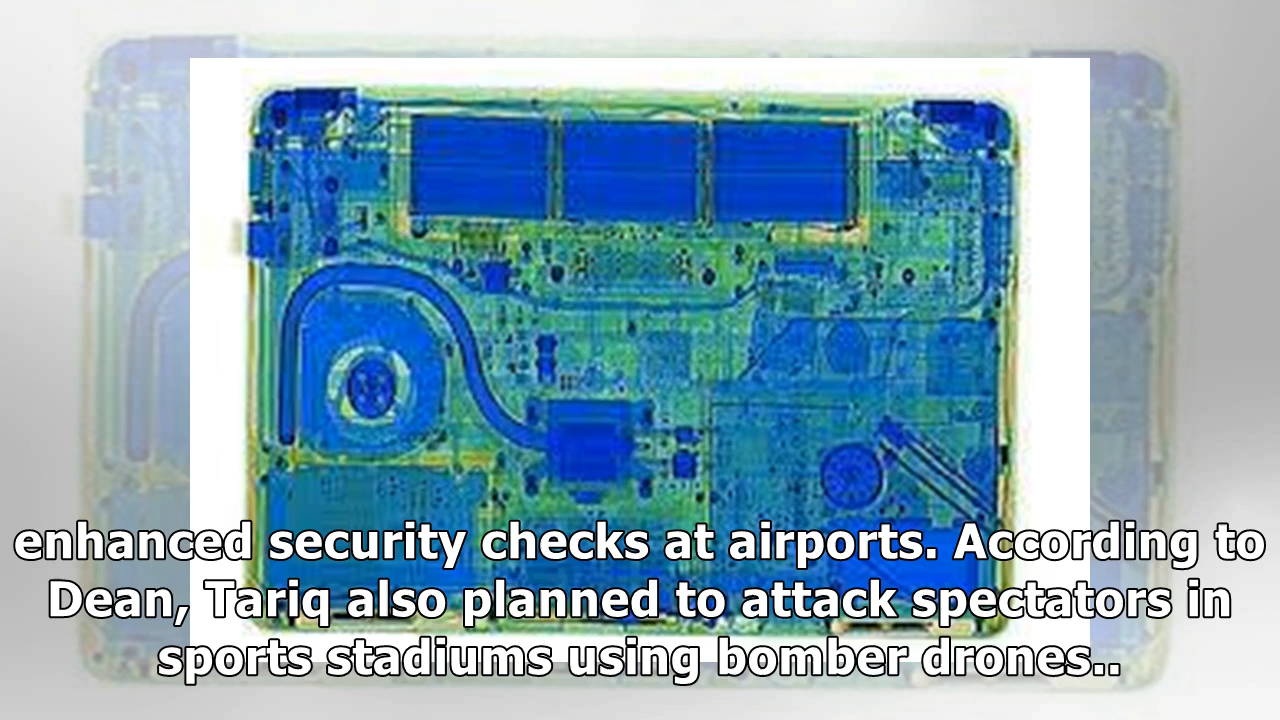 enhanced security checks at airports. According to
Dean, Tariq also planned to attack spectators in
sports stadiums using bomber drones..